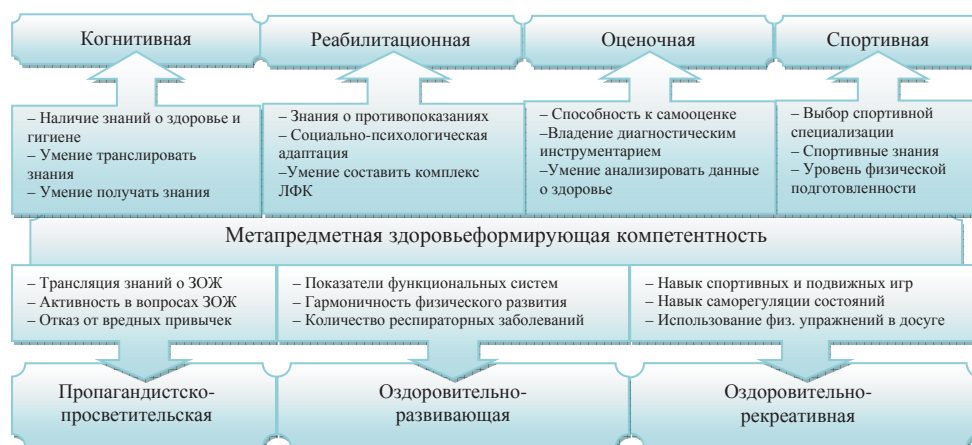 Когнитивная
Реабилитационная
Оценочная
Спортивная
– Наличие знаний о здоровье и
гигиене
– Умение транслировать
знания
– Умение получать знания
– Знания о противопоказаниях
– Социально-психологическая
адаптация
–Умение составить комплекс
ЛФК
– Способность к самооценке
–Владение диагностическим
инструментарием
–Умение анализировать данные
о здоровье
– Выбор спортивной
специализации
– Спортивные знания
– Уровень физической
подготовленности
Метапредметная здоровьеформирующая компетентность
– Трансляция знаний о ЗОЖ
– Активность в вопросах ЗОЖ
– Отказ от вредных привычек
– Показатели функциональных систем
– Гармоничность физического развития
– Количество респираторных заболеваний
– Навык спортивных и подвижных игр
– Навык саморегуляции состояний
– Использование физ. упражнений в досуге
Пропагандистско-
просветительская
Оздоровительно-
развивающая
Оздоровительно-
рекреативная